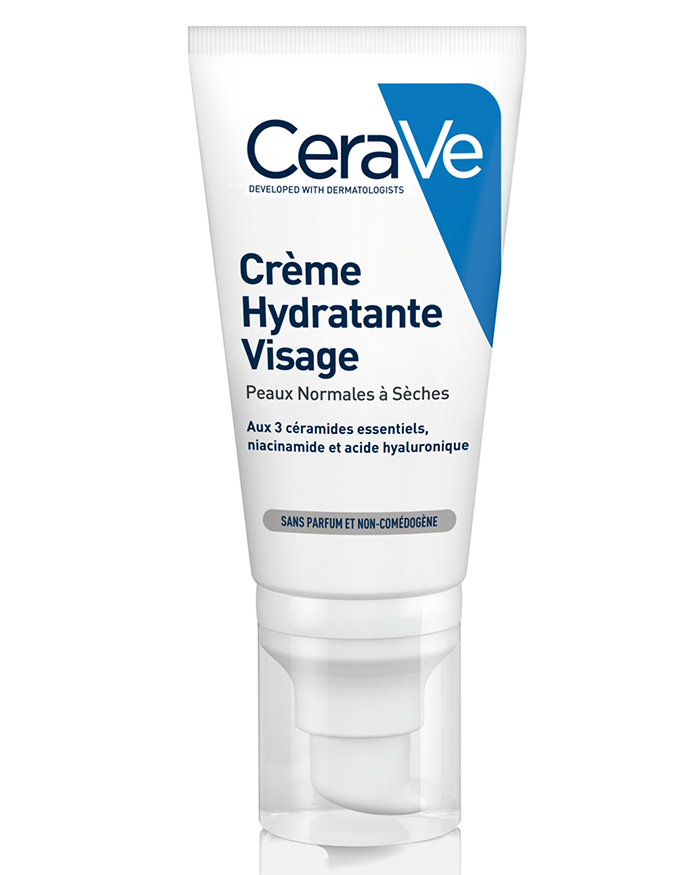 CeraVe
DEVELOPED WITH DERMATOLOGISTS
Crème
Hydratante
Visage
Peaux Normales à Sèches
Aux 3 céramides essentiels,
niacinamide et acide hyaluronique
SANS PARFUM ET NON-COMÉDOGÈNE